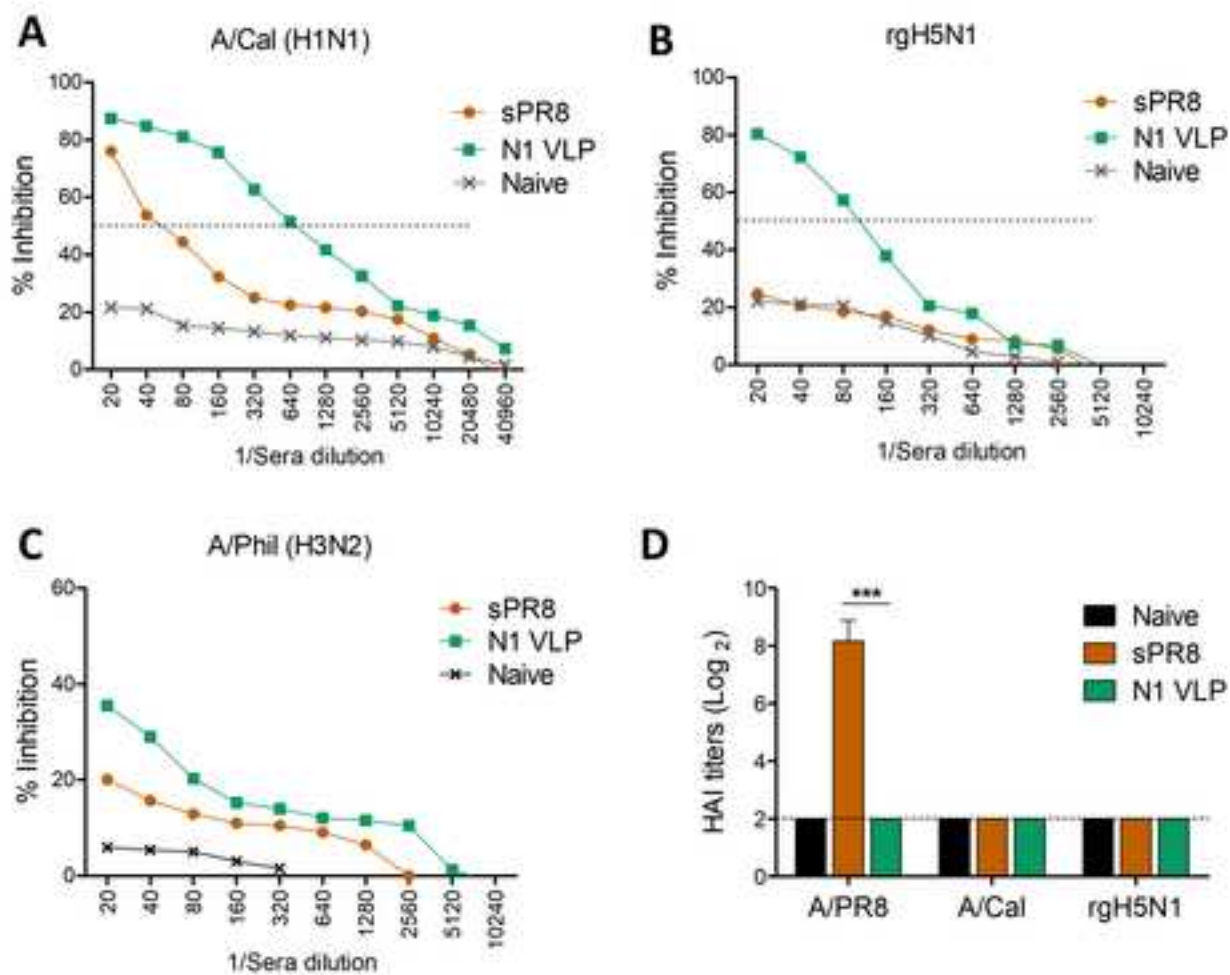 A
A/Cal (H1N1)
100
80
60
40
20
0
% Inhibition
sPR8
N1 VLP
Naive
20
40
80
160
320
640
1280
2560
5120
10240
20480
40960
1/Sera dilution
B
rgH5N1
100
80
60
40
20
0
% Inhibition
sPR8
N1 VLP
Naive
20
40
80
160
320
640
1280
2560
5120
10240
1/Sera dilution
C
A/Phil (H3N2)
60
40
20
0
% Iinhibition
sPR8
N1 VLP
Naive
20
40
80
160
320
640
1280
2560
5120
10240
1/Sera dilution
D
10
8
6
4
2
0
HAI titers (Log 2)
***
Naive
sPR8
N1 VLP
A/PR8
A/Cal
rgH5N1